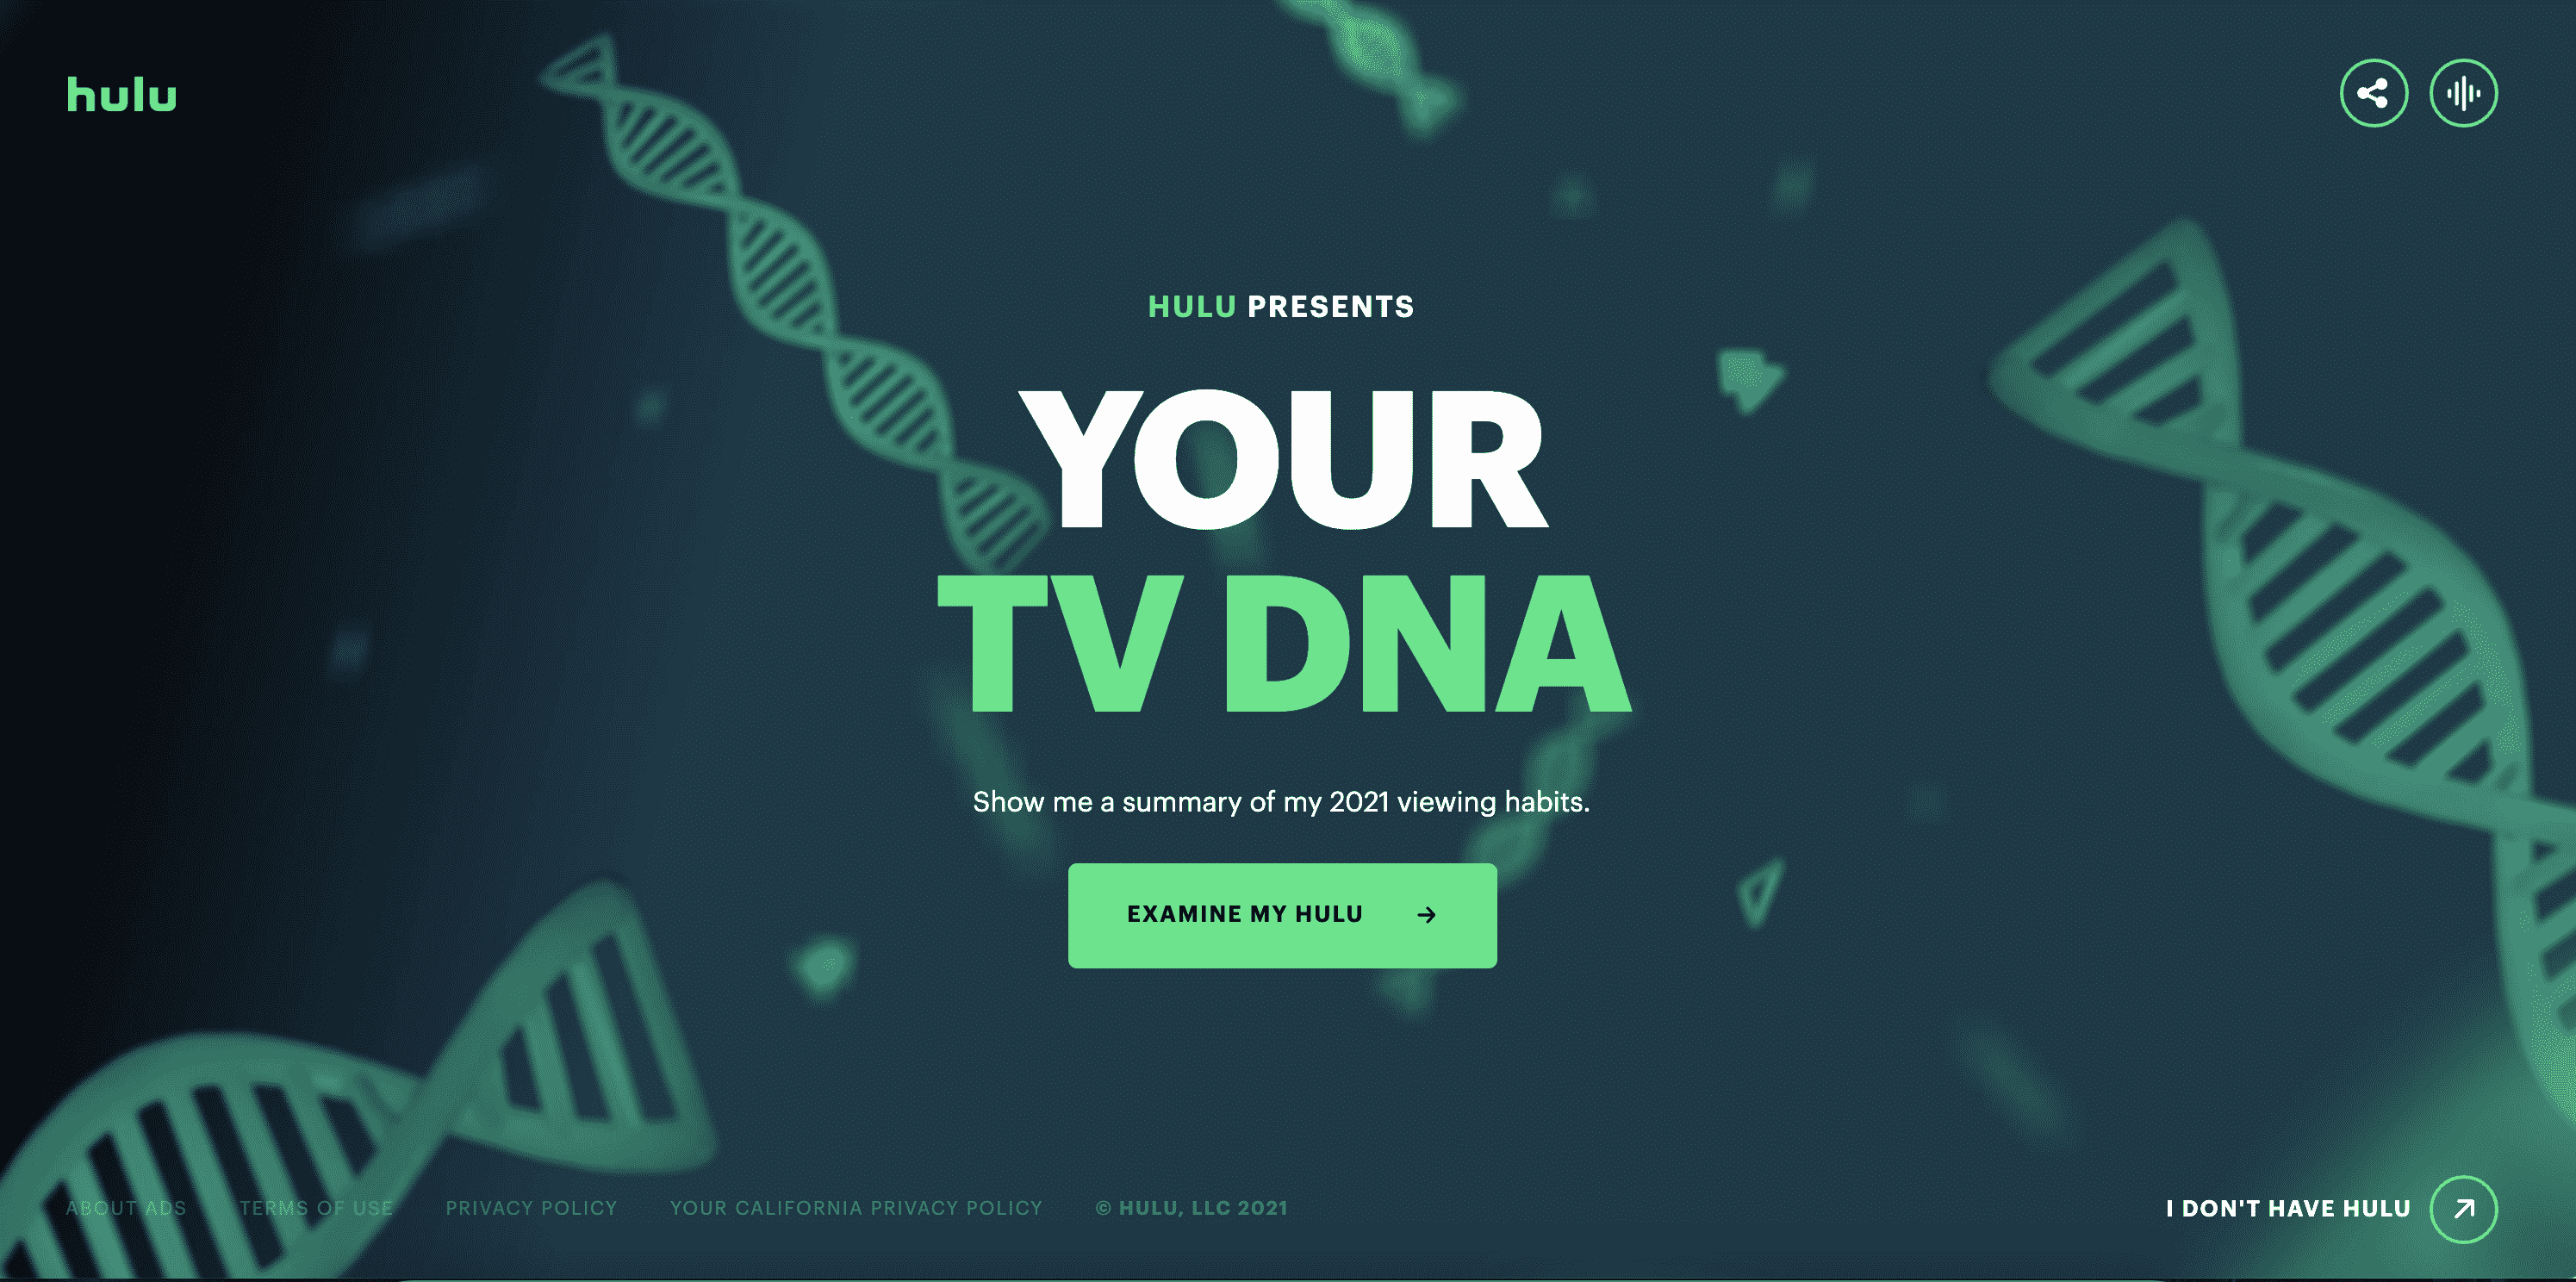 hulu
HULU PRESENTS
YOUR
TV DNA
Show me a summary of my 2021 viewing habits.
EXAMINE MY HULU →
ABOUT ADS TERMS OF USE PRIVACY POLICY YOUR CALIFORNIA PRIVACY POLICY © HULU, LLC 2021
I DON'T HAVE HULU